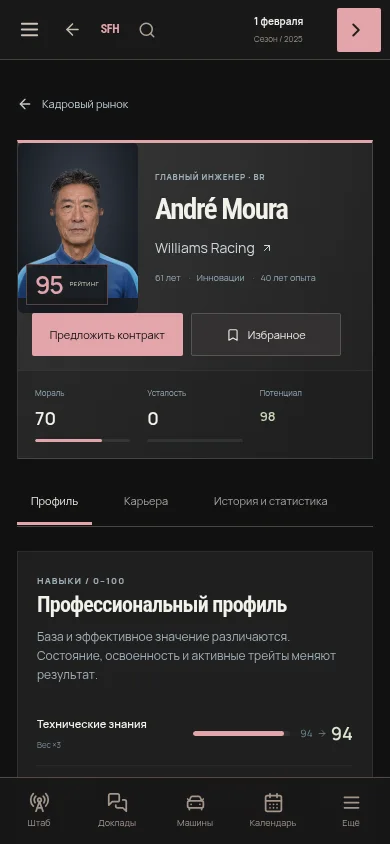 SFH
1 февраля
Сезон / 2025
Кадровый рынок
ГЛАВНЫЙ ИНЖЕНЕР · BR
André Moura
Williams Racing
61 лет · Инновации · 40 лет опыта
95 РЕЙТИНГ
Предложить контракт
Избранное
Мораль
Усталость
Потенциал
70
0
98
Профиль
Карьера
История и статистика
НАВЫКИ / 0–100
Профессиональный профиль
База и эффективное значение различаются.
Состояние, освоенность и активные трейты меняют
результат.
Технические знания
94 → 94
Вес ×3
Штаб
Доклады
Машины
Календарь
Ещё